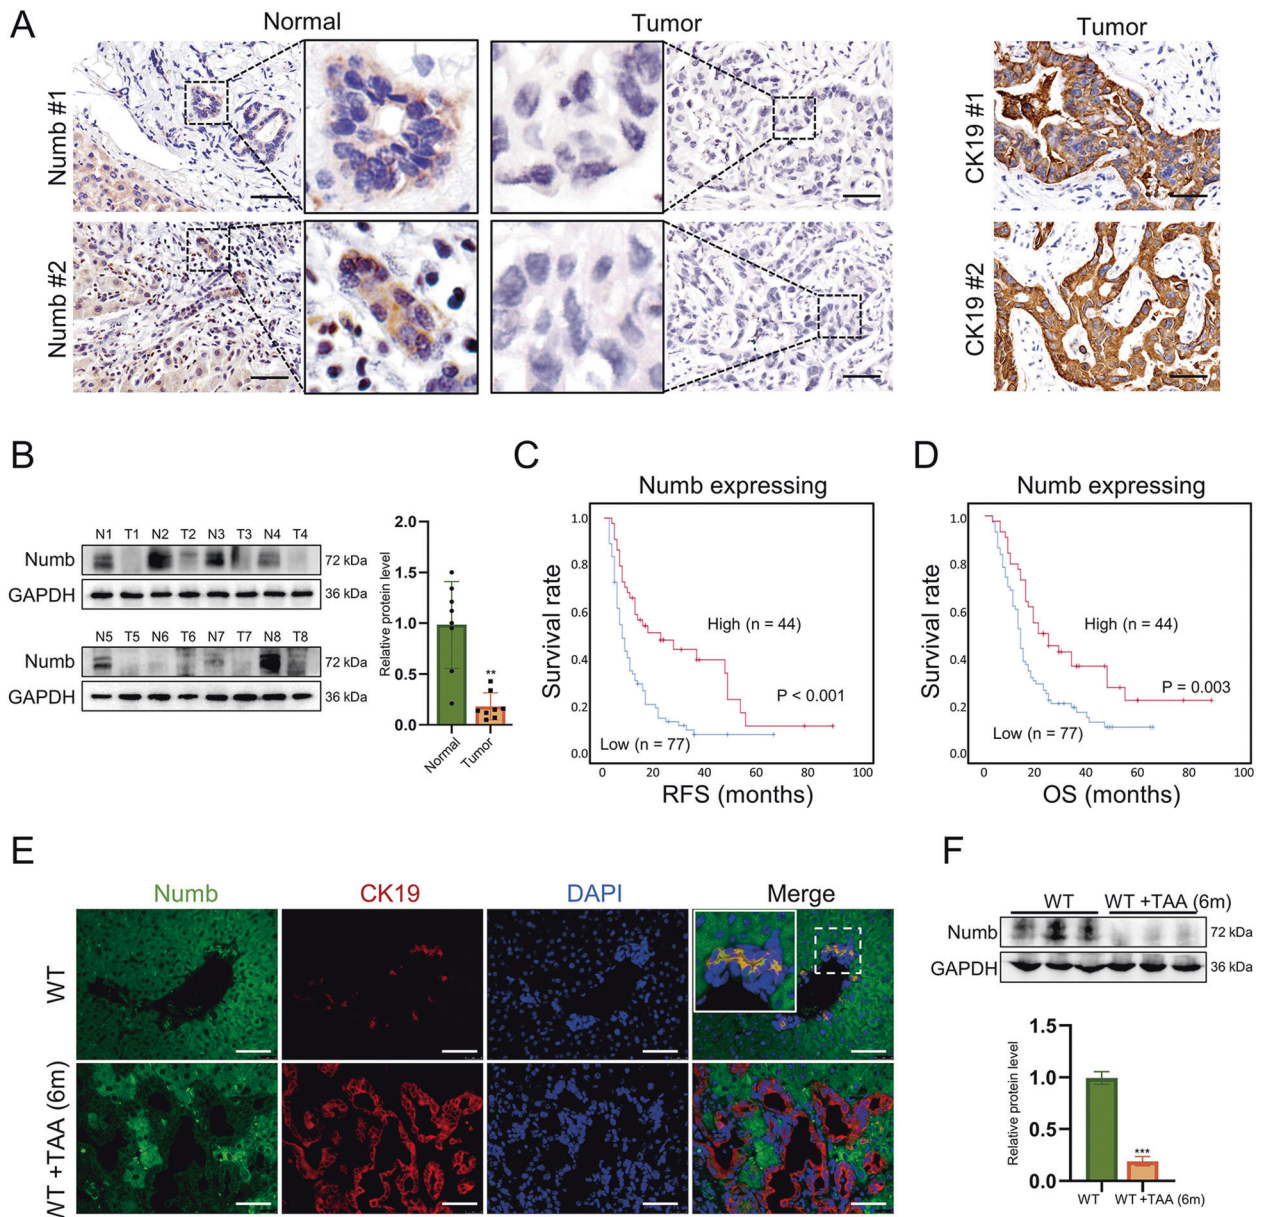 A
Normal
Tumor
Tumor
Numb #1
CK19 #1
Numb #2
CK19 #2
B
N1 T1 N2 T2 N3 T3 N4 T4
Numb
72 kDa
GAPDH
36 kDa
N5 T5 N6 T6 N7 T7 N8 T8
Numb
72 kDa
GAPDH
36 kDa
Relative protein level
2.0
1.5
1.0
0.5
0.0
**
Normal
Tumor
C
Numb expressing
Survival rate
1.0
0.8
0.6
0.4
0.2
0.0
High (n = 44)
P < 0.001
Low (n = 77)
0 20 40 60 80 100
RFS (months)
D
Numb expressing
Survival rate
1.0
0.8
0.6
0.4
0.2
0.0
High (n = 44)
P = 0.003
Low (n = 77)
0 20 40 60 80 100
OS (months)
E
Numb
CK19
DAPI
Merge
WT
WT +TAA (6m)
F
WT WT +TAA (6m)
Numb
72 kDa
GAPDH
36 kDa
Relative protein level
1.5
1.0
0.5
0.0
***
WT WT +TAA (6m)